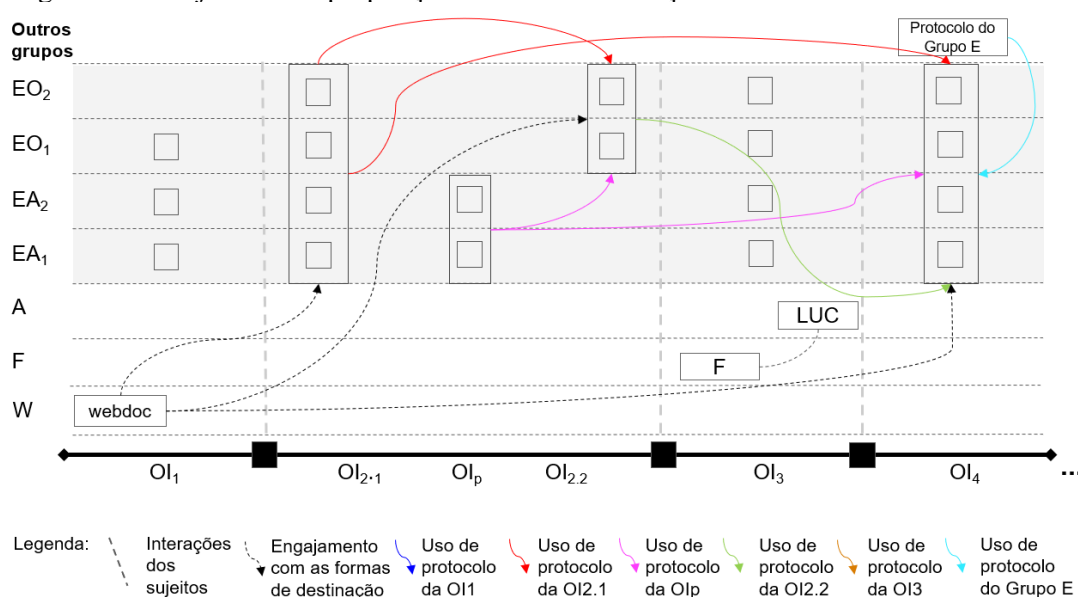 Outros
grupos
Protocolo do
Grupo E
EO₂
EO₁
EA₂
EA₁
A
LUC
F
F
W
webdoc
OI₁
OI₂.₁
OIₚ
OI₂.₂
OI₃
OI₄
...
Legenda:
Interações
dos
sujeitos
Engajamento
com as formas
de destinação
Uso de
protocolo
da OI1
Uso de
protocolo
da OI2.1
Uso de
protocolo
da OIp
Uso de
protocolo
da OI2.2
Uso de
protocolo
da OI3
Uso de
protocolo
do Grupo E